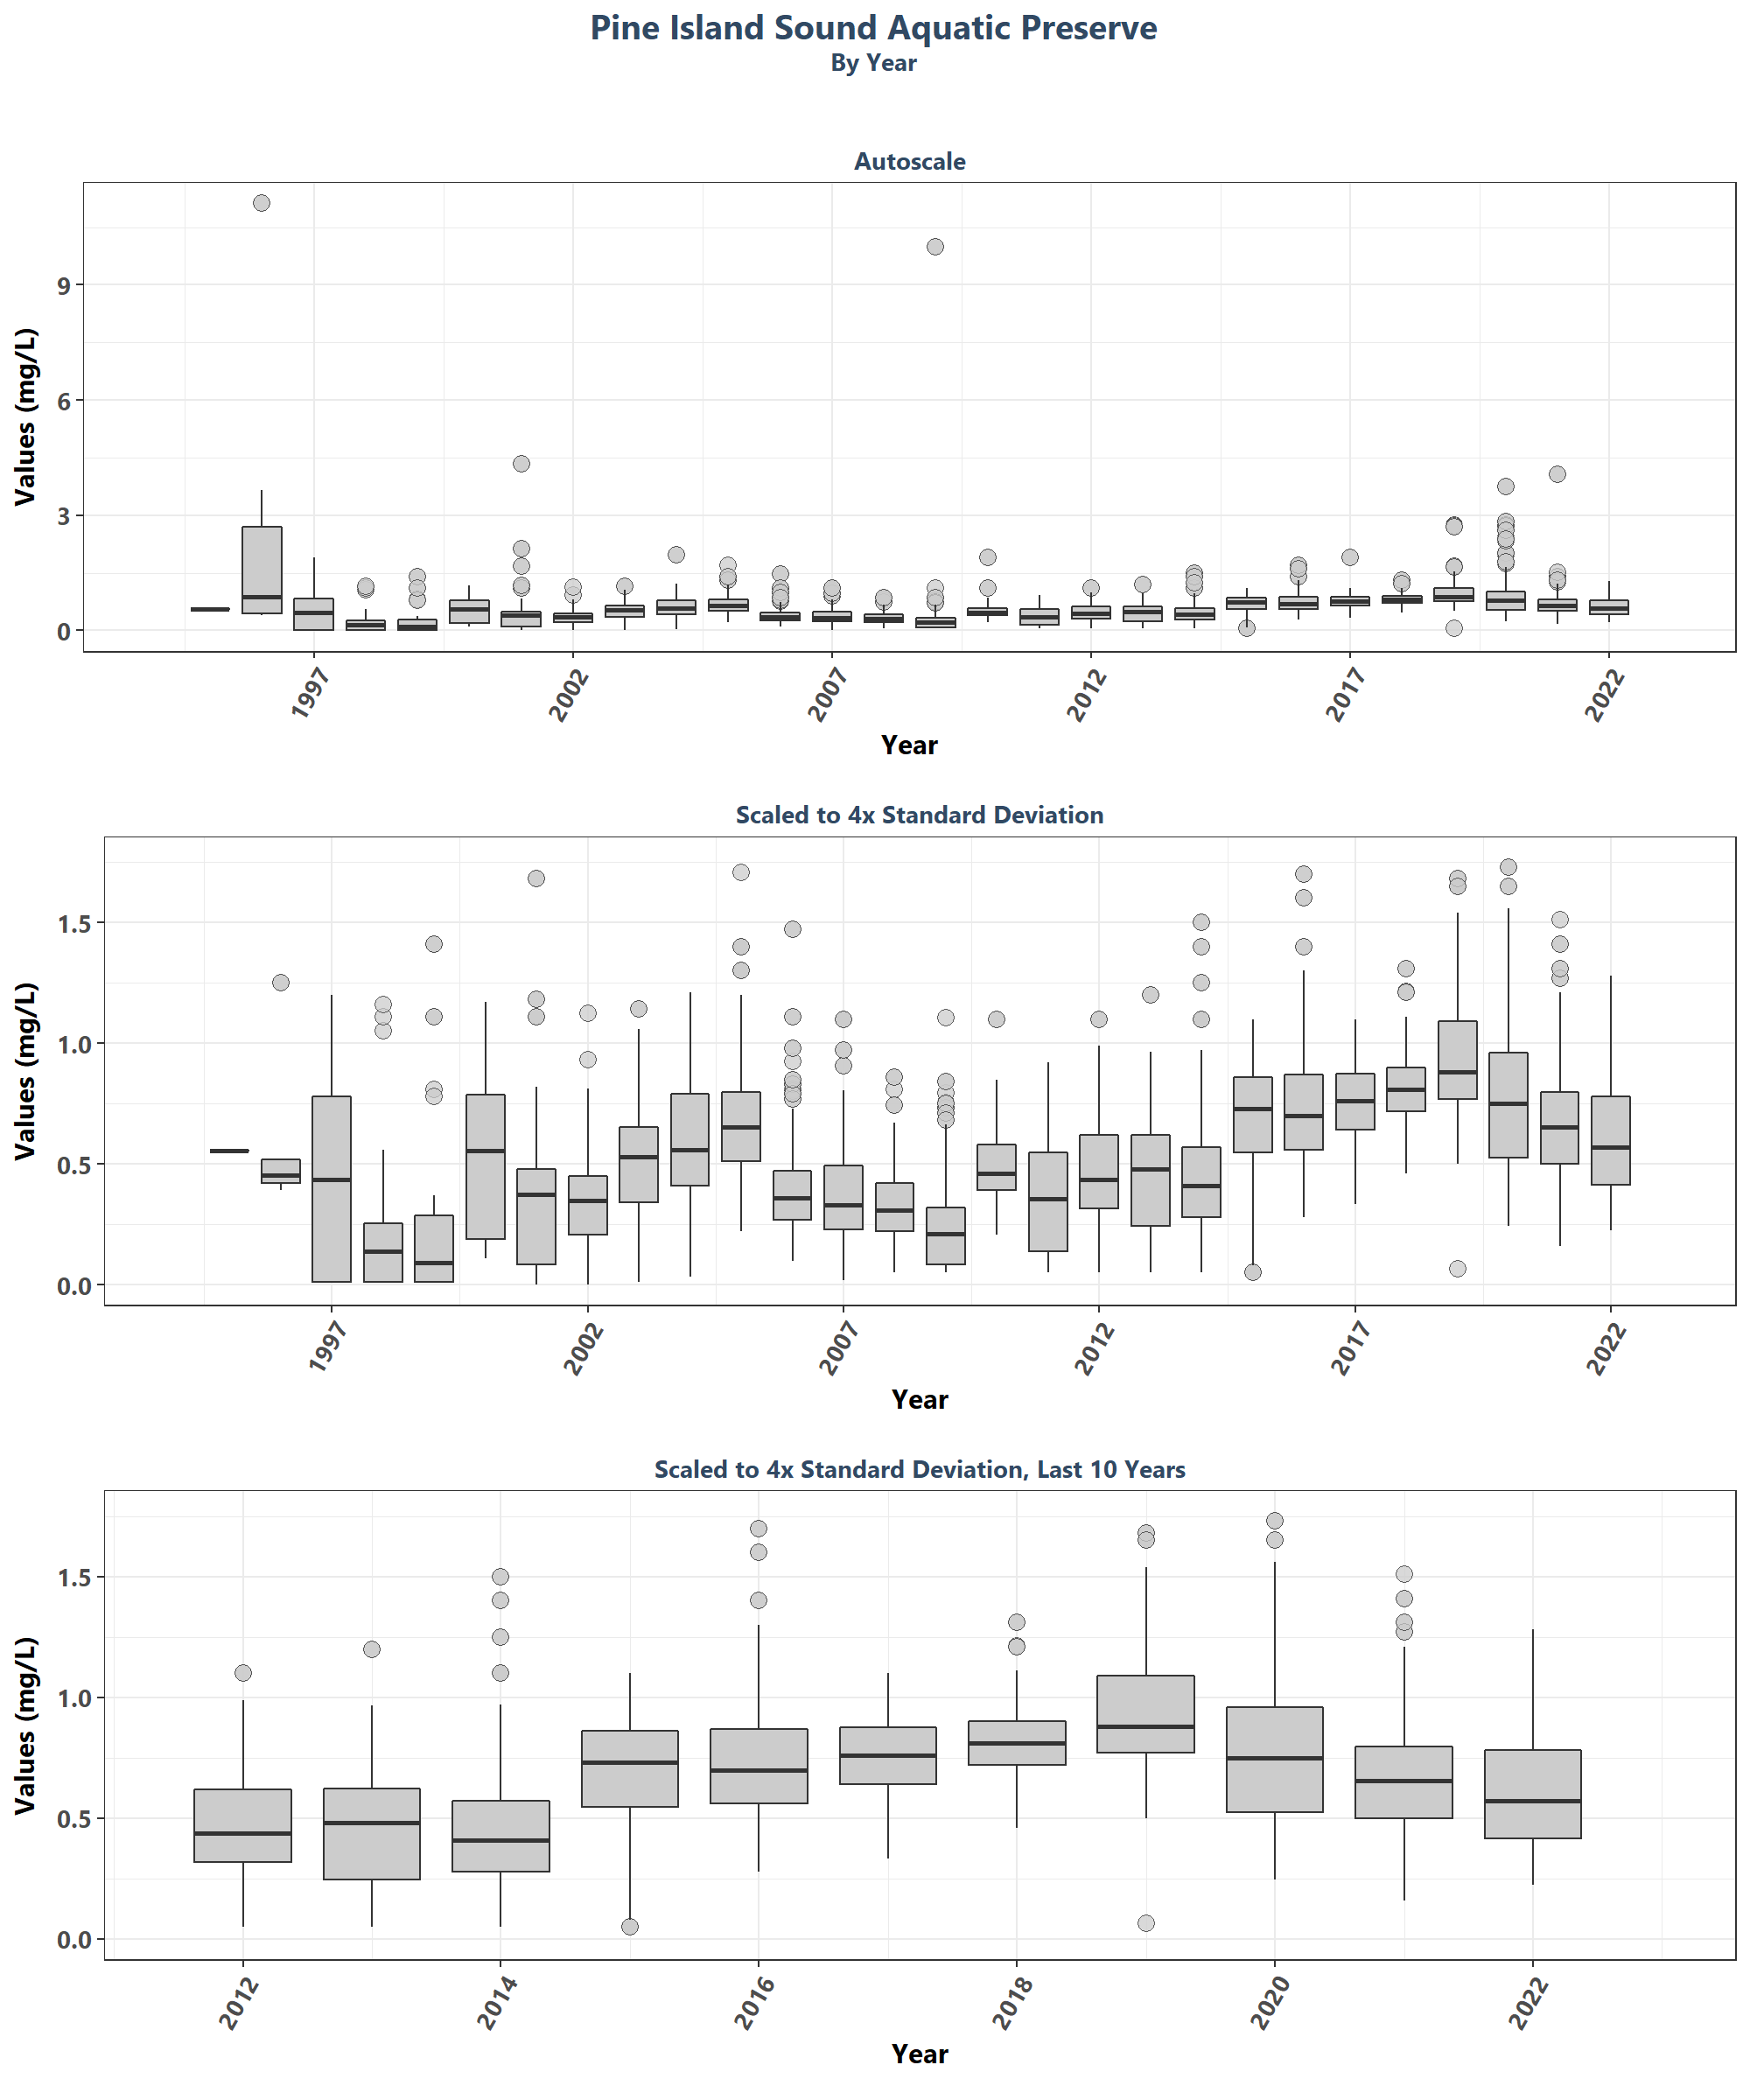 Pine Island Sound Aquatic Preserve
By Year
Autoscale
Values (mg/L)
9
6
3
0
1997
2002
2007
2012
2017
2022
Year
Scaled to 4x Standard Deviation
Values (mg/L)
1.5
1.0
0.5
0.0
1997
2002
2007
2012
2017
2022
Year
Scaled to 4x Standard Deviation, Last 10 Years
Values (mg/L)
1.5
1.0
0.5
0.0
2012
2014
2016
2018
2020
2022
Year